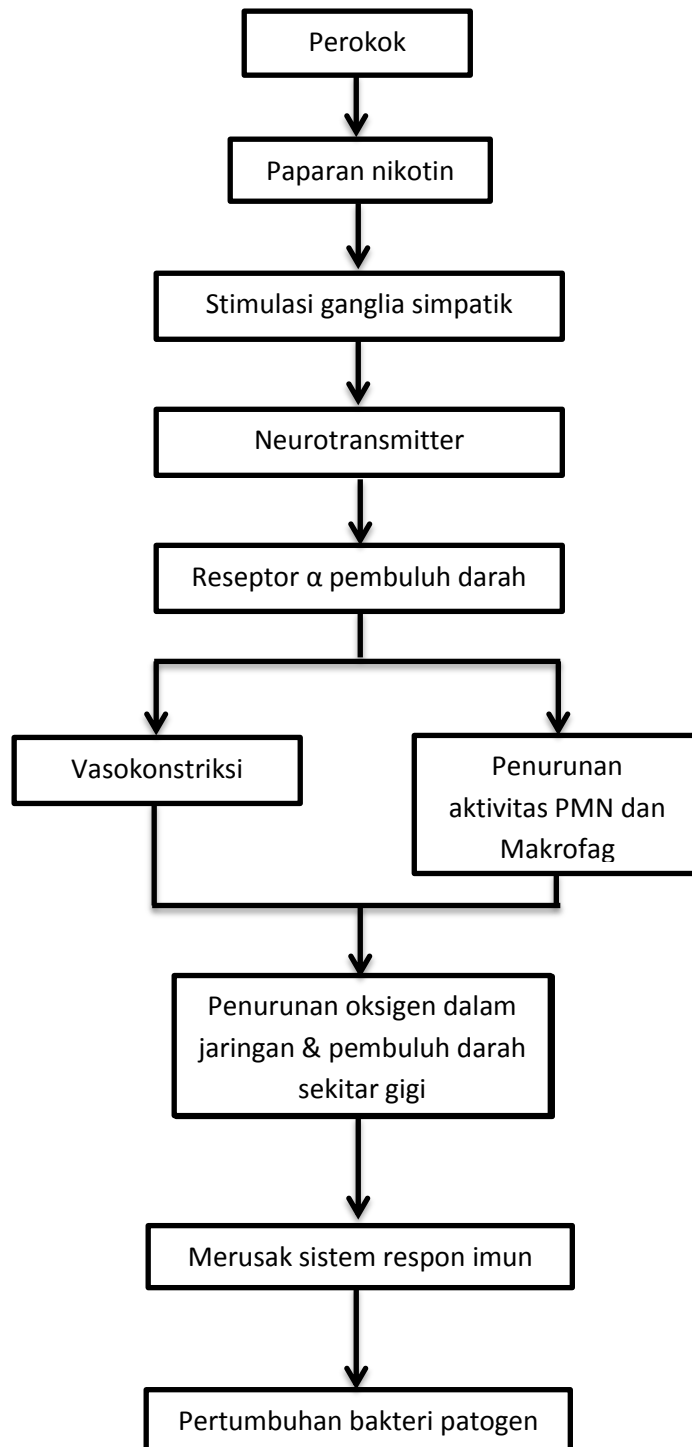 Perokok
Paparan nikotin
Stimulasi ganglia simpatik
Neurotransmitter
Reseptor α pembuluh darah
Vasokonstriksi
Penurunan
aktivitas PMN dan
Makrofag
Penurunan oksigen dalam
jaringan & pembuluh darah
sekitar gigi
Merusak sistem respon imun
Pertumbuhan bakteri patogen